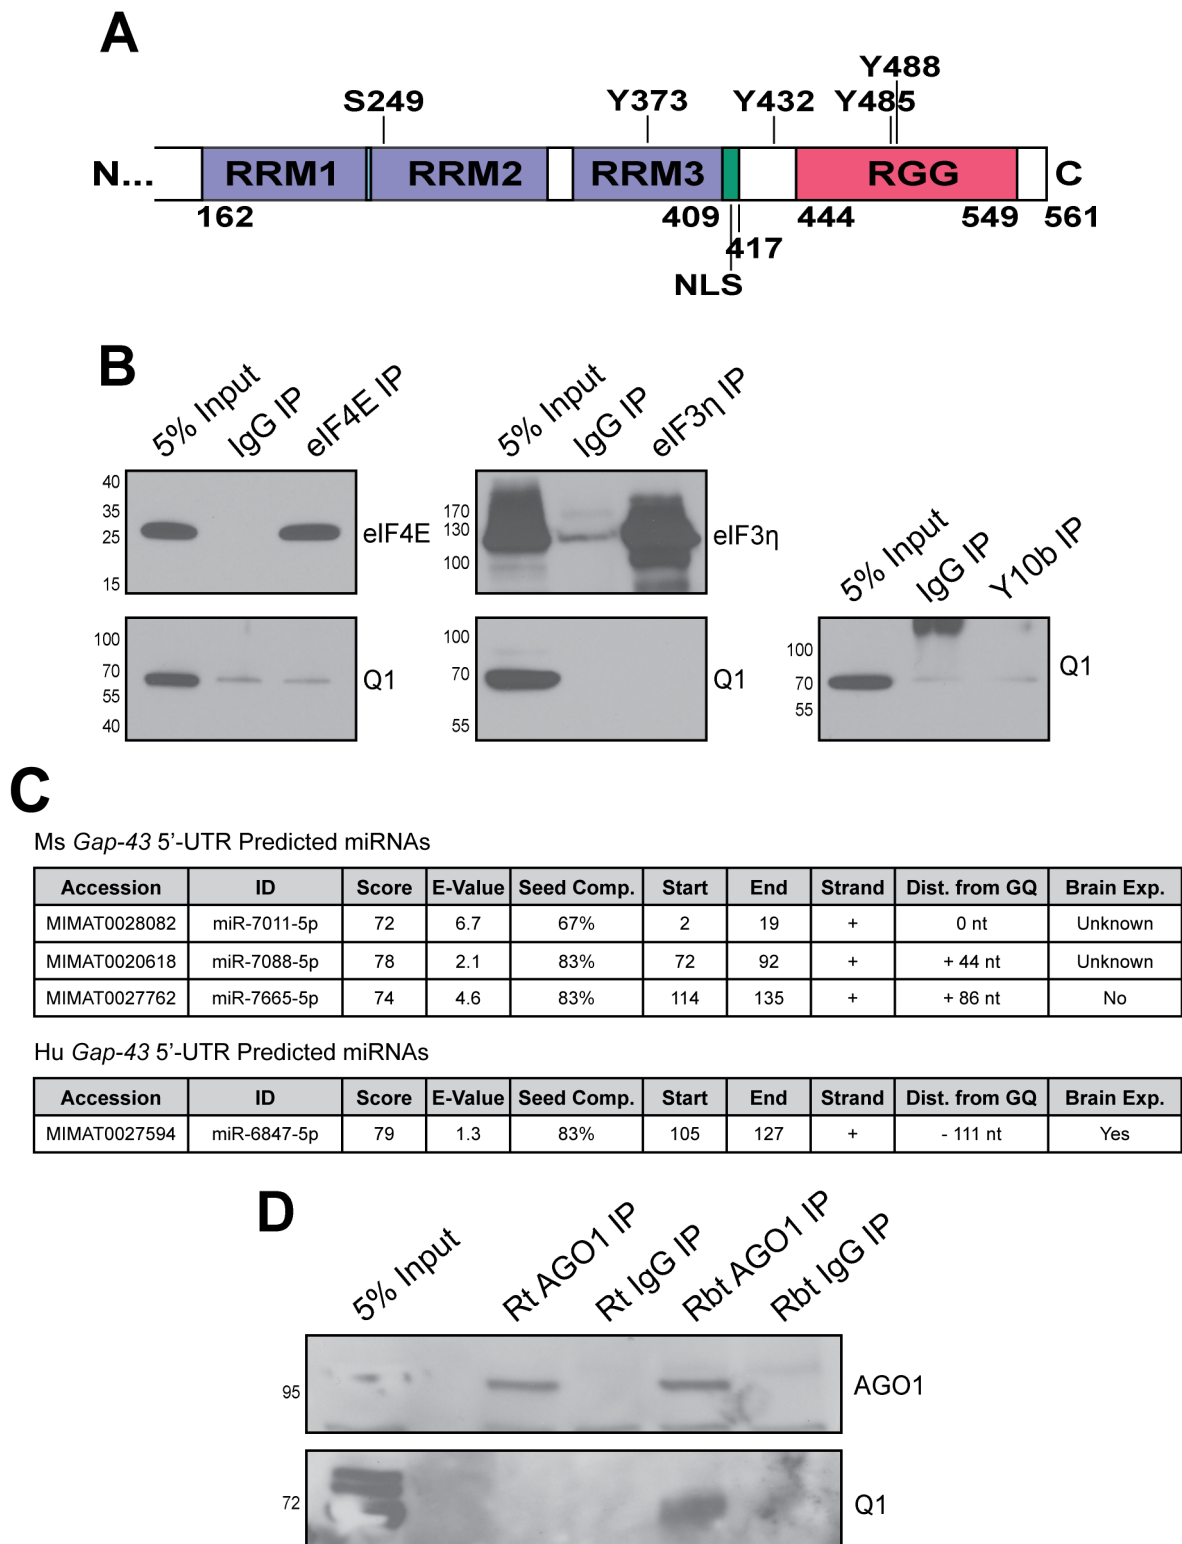 A
Y488
S249 Y373 Y432 Y485
N... RRM1 RRM2 RRM3 RGG C
162 409 444 549 561
417
NLS
B
5% Input IgG IP eIF4E IP
5% Input IgG IP eIF3η IP
40
35
25
15
eIF4E
170
130
100
eIF3η
100
70
55
40
Q1
100
70
55
Q1
5% Input IgG IP Y10b IP
100
70
55
Q1
C
Ms Gap-43 5’-UTR Predicted miRNAs
Accession ID Score E-Value Seed Comp. Start End Strand Dist. from GQ Brain Exp.
MIMAT0028082 miR-7011-5p 72 6.7 67% 2 19 + 0 nt Unknown
MIMAT0020618 miR-7088-5p 78 2.1 83% 72 92 + + 44 nt Unknown
MIMAT0027762 miR-7665-5p 74 4.6 83% 114 135 + + 86 nt No
Hu Gap-43 5’-UTR Predicted miRNAs
Accession ID Score E-Value Seed Comp. Start End Strand Dist. from GQ Brain Exp.
MIMAT0027594 miR-6847-5p 79 1.3 83% 105 127 + - 111 nt Yes
D
5% Input Rt AGO1 IP Rt IgG IP Rbt AGO1 IP Rbt IgG IP
95 AGO1
72 Q1